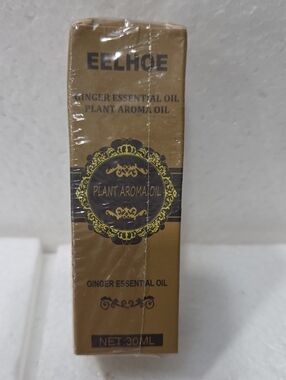 EELHOE
GINGER ESSENTIAL OIL
PLANT AROMA OIL
PLANT AROMA OIL
GINGER ESSENTIAL OIL
NET 30ML